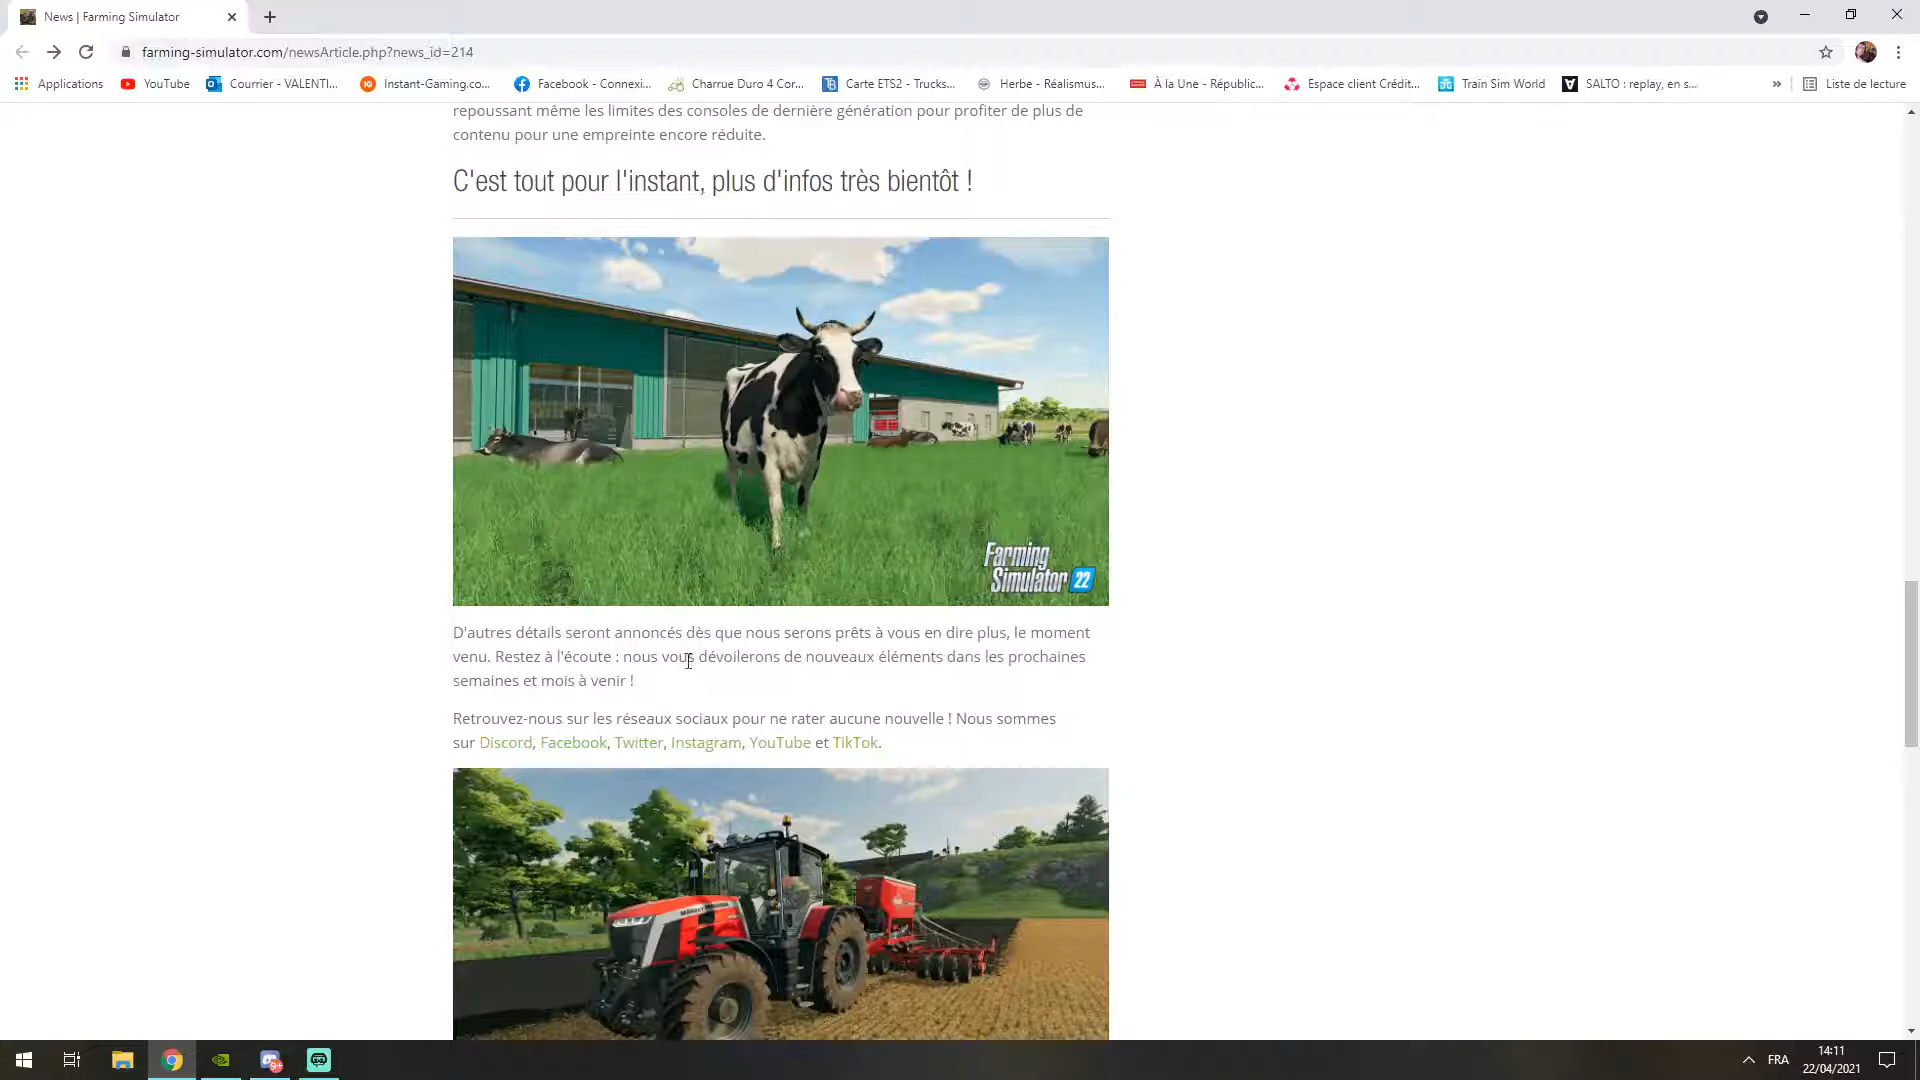 News | Farming Simulator
farming-simulator.com/newsArticle.php?news_id=214
Applications YouTube Courrier - VALENTI... Instant-Gaming.co... Facebook - Connexi... Charrue Duro 4 Cor... Carte ETS2 - Trucks... Herbe - Réalismus... À la Une - Républic... Espace client Crédit... Train Sim World SALTO : replay, en s... » Liste de lecture
repoussant même les limites des consoles de dernière génération pour profiter de plus de
contenu pour une empreinte encore réduite.
C'est tout pour l'instant, plus d'infos très bientôt !
Farming
Simulator 22
D'autres détails seront annoncés dès que nous serons prêts à vous en dire plus, le moment
venu. Restez à l'écoute : nous vous dévoilerons de nouveaux éléments dans les prochaines
semaines et mois à venir !
Retrouvez-nous sur les réseaux sociaux pour ne rater aucune nouvelle ! Nous sommes
sur Discord, Facebook, Twitter, Instagram, YouTube et TikTok.
FRA
14:11
22/04/2021